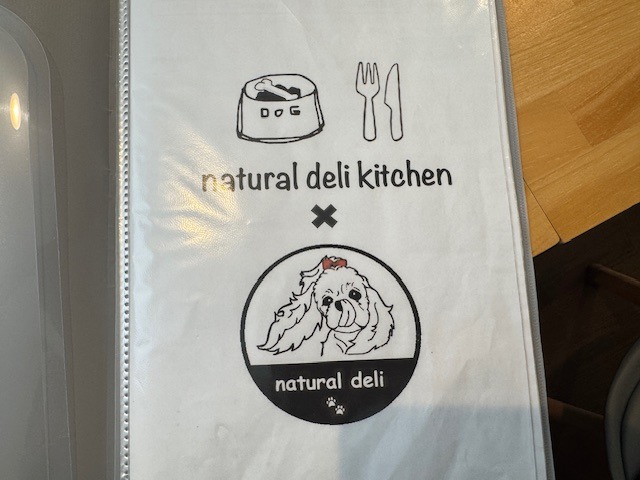 DOG
natural deli kitchen
✖
natural deli